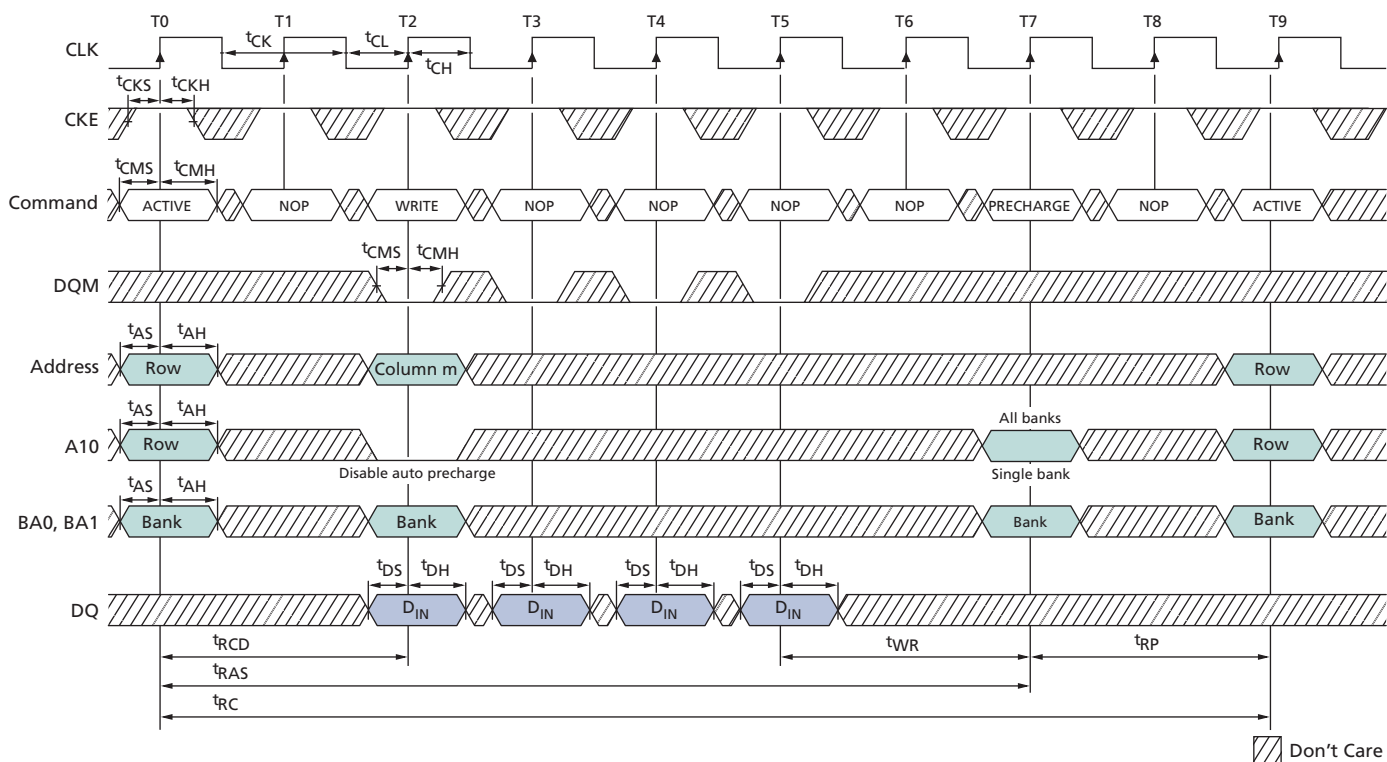 T0 T1 T2 T3 T4 T5 T6 T7 T8 T9
CLK tCK tCL tCH
tCKS tCKH
CKE
tCMS tCMH
Command ACTIVE NOP WRITE NOP NOP NOP NOP PRECHARGE NOP ACTIVE
tCMS tCMH
DQM
tAS tAH
Address Row Column m Row
tAS tAH All banks
A10 Row Row
Disable auto precharge Single bank
tAS tAH
BA0, BA1 Bank Bank Bank Bank
tDS tDH tDS tDH tDS tDH tDS tDH
DQ DIN DIN DIN DIN
tRCD tWR tRP
tRAS
tRC
Don't Care